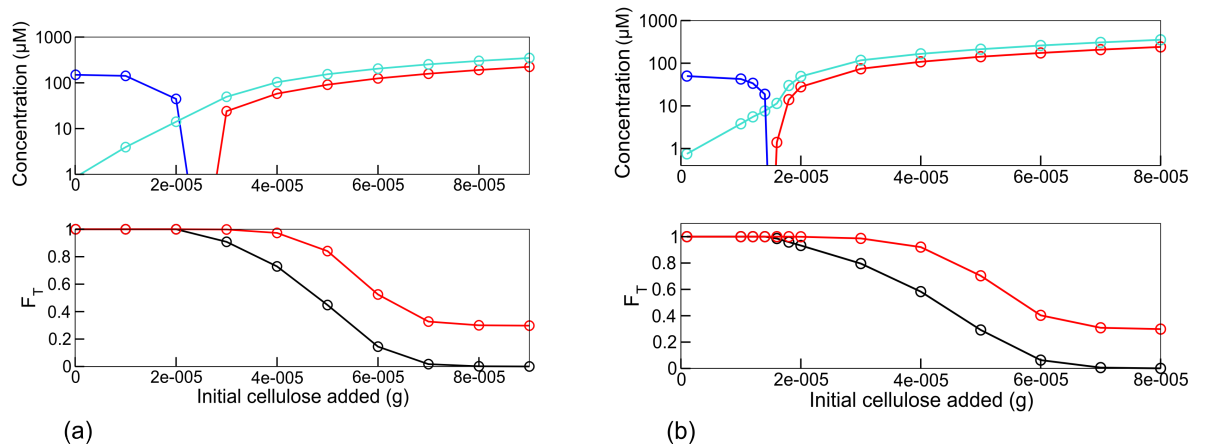 Concentration (µM)
1000
100
10
1
0
2e-005
4e-005
6e-005
8e-005
F_T
1
0.8
0.6
0.4
0.2
0
0
2e-005
4e-005
6e-005
8e-005
Initial cellulose added (g)
(a)
Concentration (µM)
1000
100
10
1
0
2e-005
4e-005
6e-005
8e-005
F_T
1
0.8
0.6
0.4
0.2
0
0
2e-005
4e-005
6e-005
8e-005
Initial cellulose added (g)
(b)